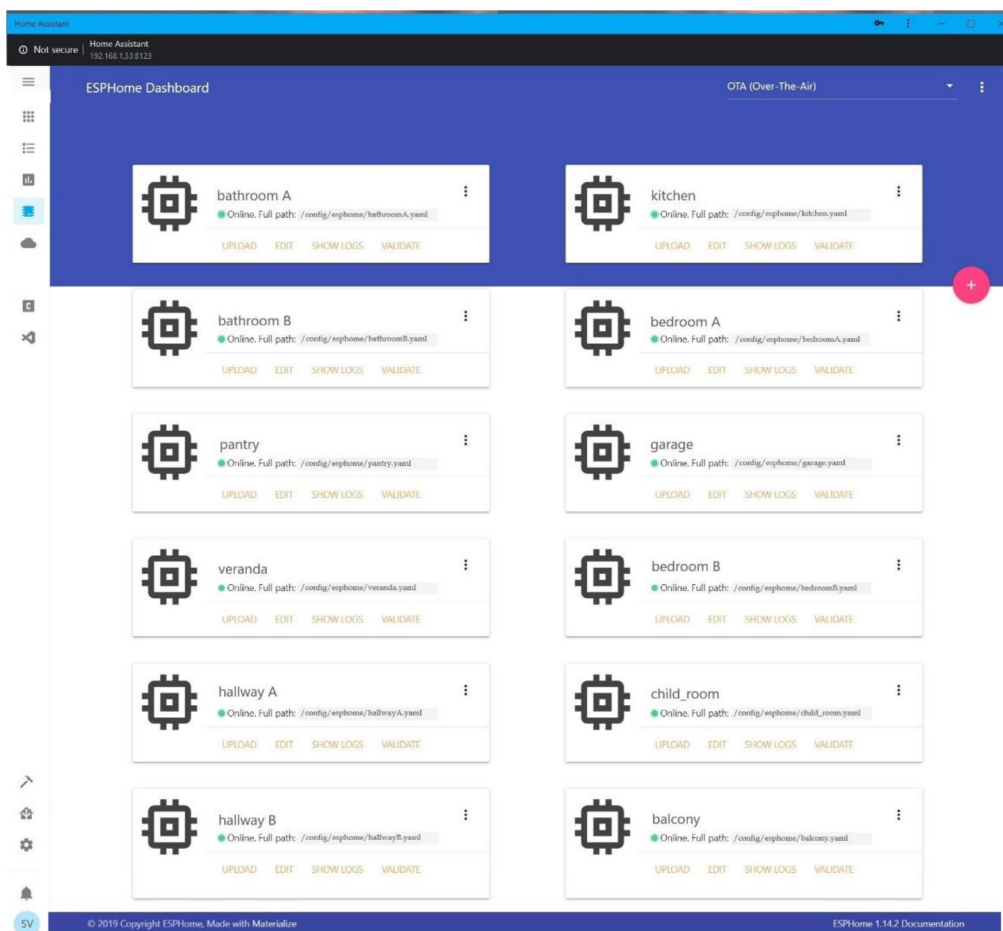 Home Assistant
Not secure | Home Assistant
192.168.1.33:8123
ESPHome Dashboard
OTA (Over-The-Air)
bathroom A
Online. Full path: /config/esphome/bathroomA.yaml
UPLOAD EDIT SHOW LOGS VALIDATE
kitchen
Online. Full path: /config/esphome/kitchen.yaml
UPLOAD EDIT SHOW LOGS VALIDATE
+
bathroom B
Online. Full path: /config/esphome/bathroomB.yaml
UPLOAD EDIT SHOW LOGS VALIDATE
bedroom A
Online. Full path: /config/esphome/bedroomA.yaml
UPLOAD EDIT SHOW LOGS VALIDATE
pantry
Online. Full path: /config/esphome/pantry.yaml
UPLOAD EDIT SHOW LOGS VALIDATE
garage
Online. Full path: /config/esphome/garage.yaml
UPLOAD EDIT SHOW LOGS VALIDATE
veranda
Online. Full path: /config/esphome/veranda.yaml
UPLOAD EDIT SHOW LOGS VALIDATE
bedroom B
Online. Full path: /config/esphome/bedroomB.yaml
UPLOAD EDIT SHOW LOGS VALIDATE
hallway A
Online. Full path: /config/esphome/hallwayA.yaml
UPLOAD EDIT SHOW LOGS VALIDATE
child_room
Online. Full path: /config/esphome/child_room.yaml
UPLOAD EDIT SHOW LOGS VALIDATE
hallway B
Online. Full path: /config/esphome/hallwayB.yaml
UPLOAD EDIT SHOW LOGS VALIDATE
balcony
Online. Full path: /config/esphome/balcony.yaml
UPLOAD EDIT SHOW LOGS VALIDATE
SV
© 2019 Copyright ESPHome, Made with Materialize
ESPHome 1.14.2 Documentation